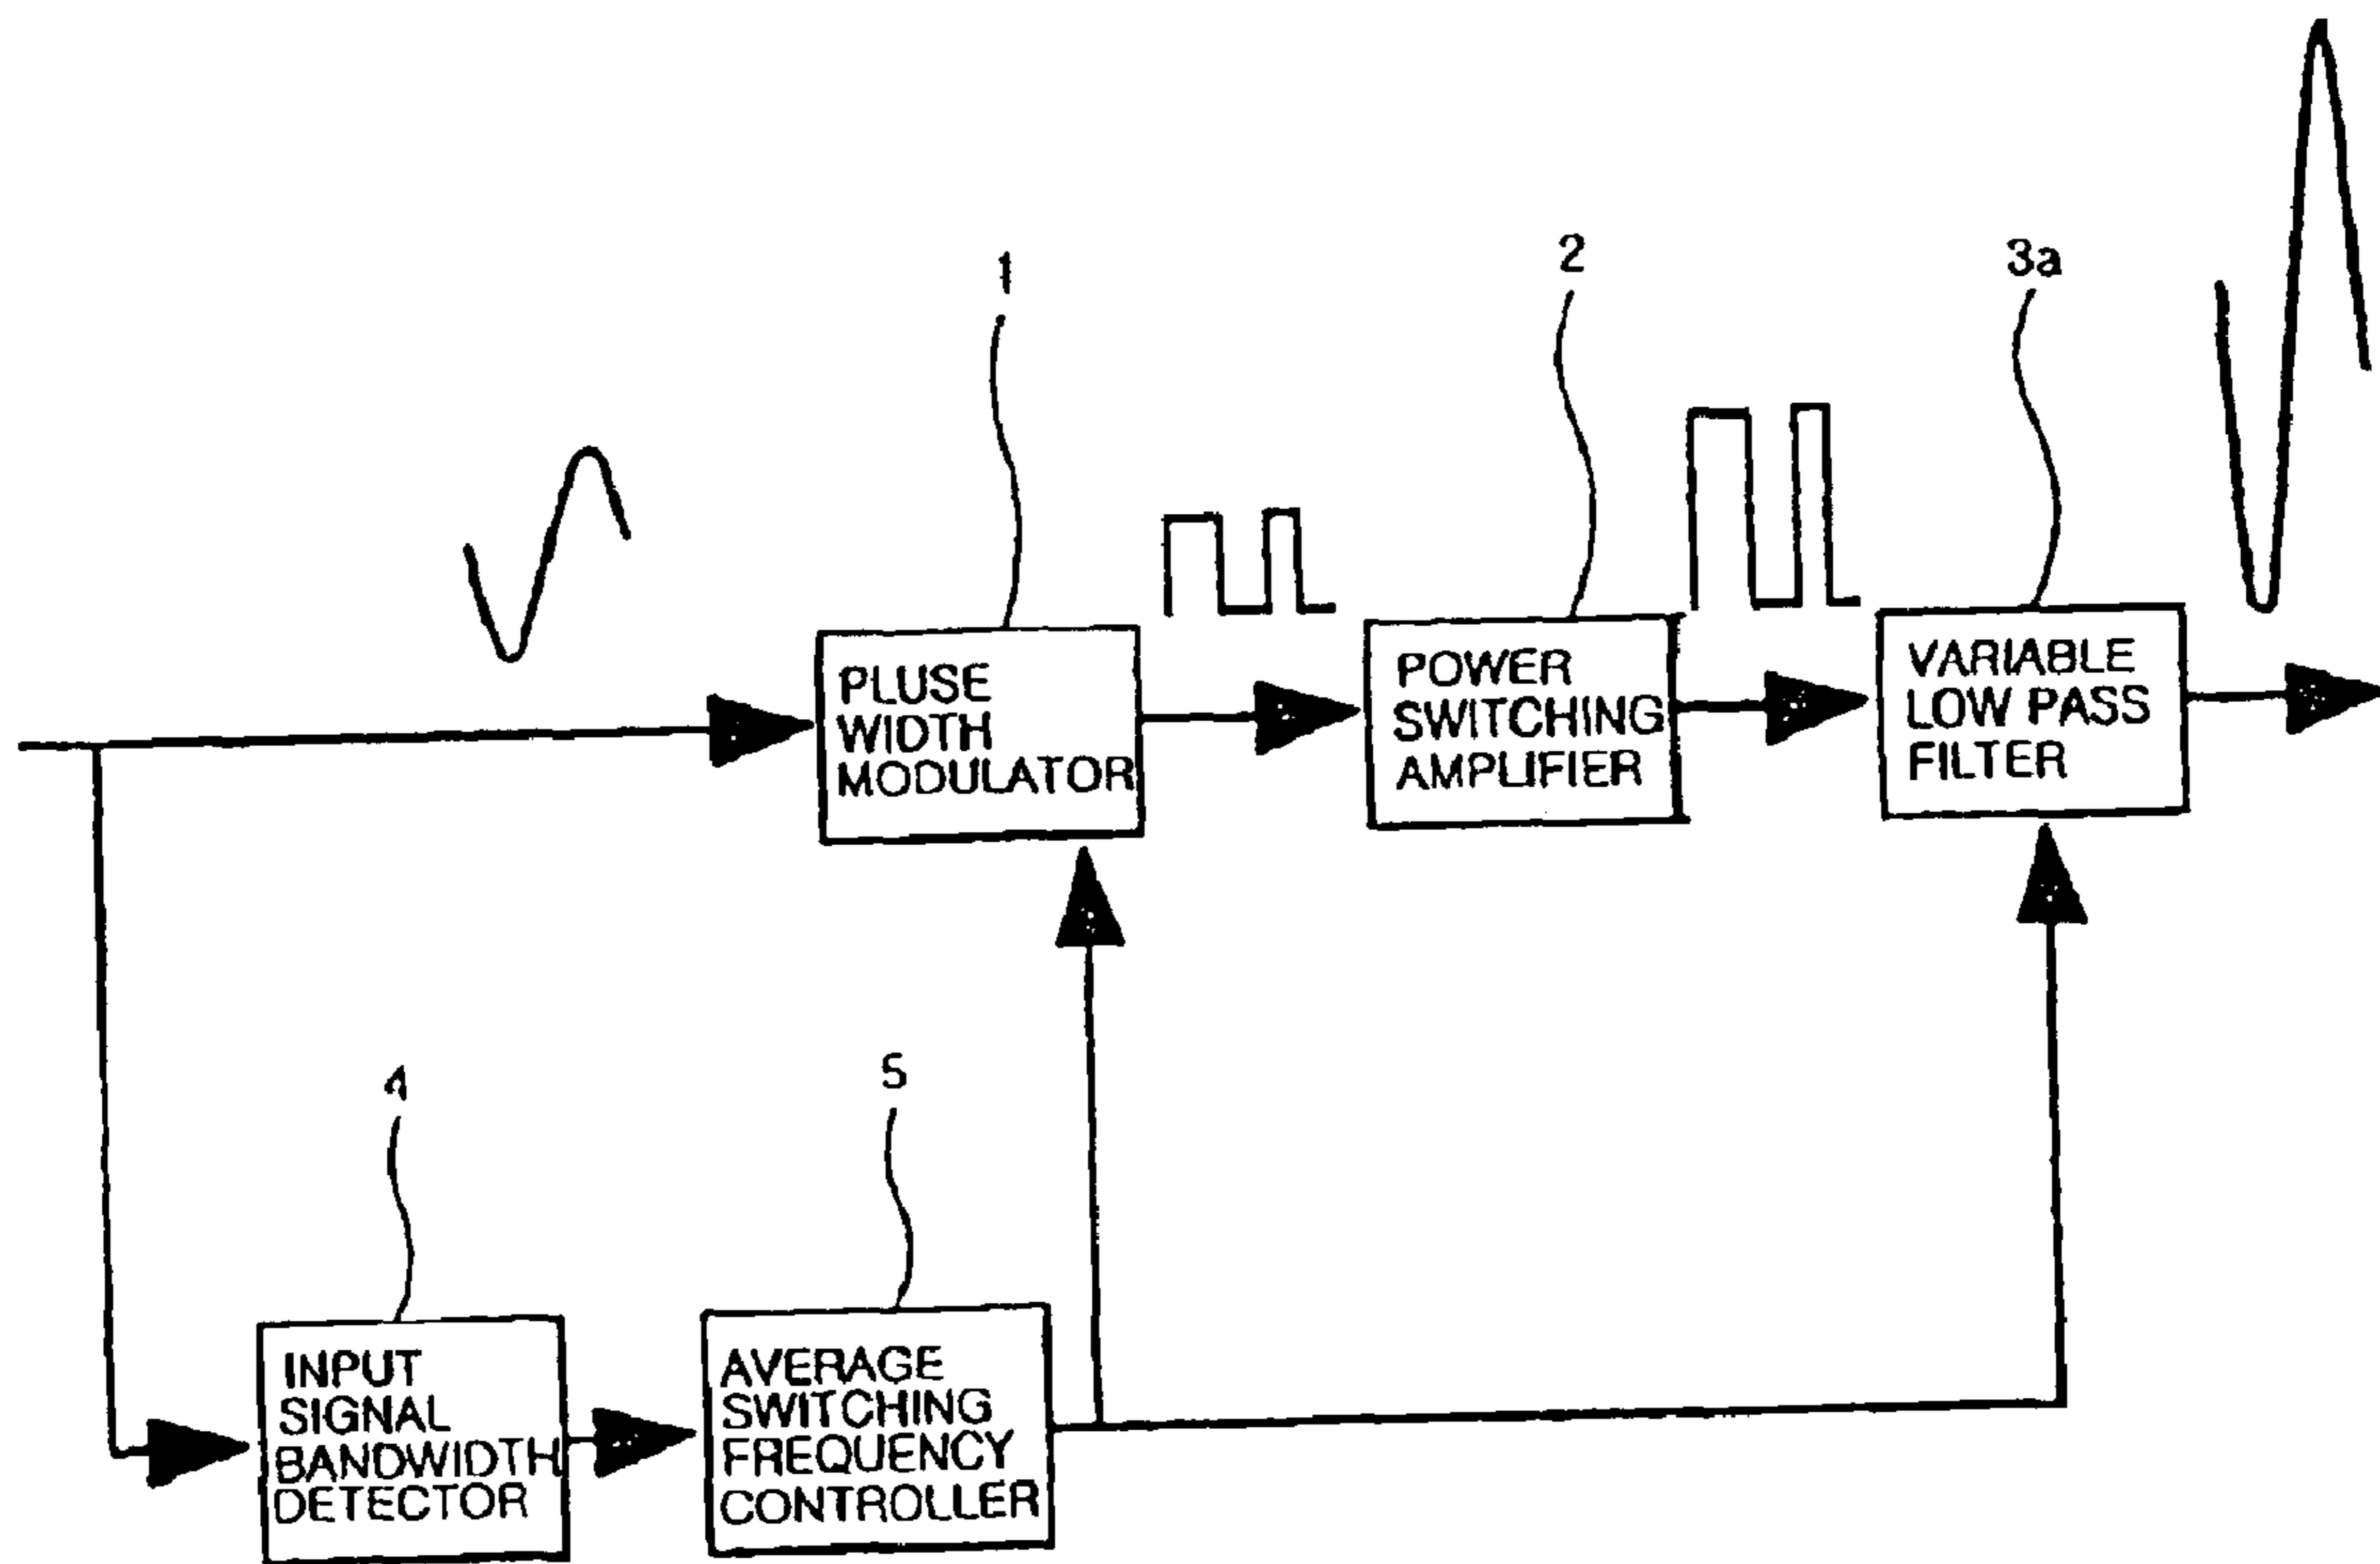 1
2
3a
PLUSE
WIDTH
MODULATOR
POWER
SWITCHING
AMPLIFIER
VARIABLE
LOW PASS
FILTER
4
5
INPUT
SIGNAL
BANDWIDTH
DETECTOR
AVERAGE
SWITCHING
FREQUENCY
CONTROLLER